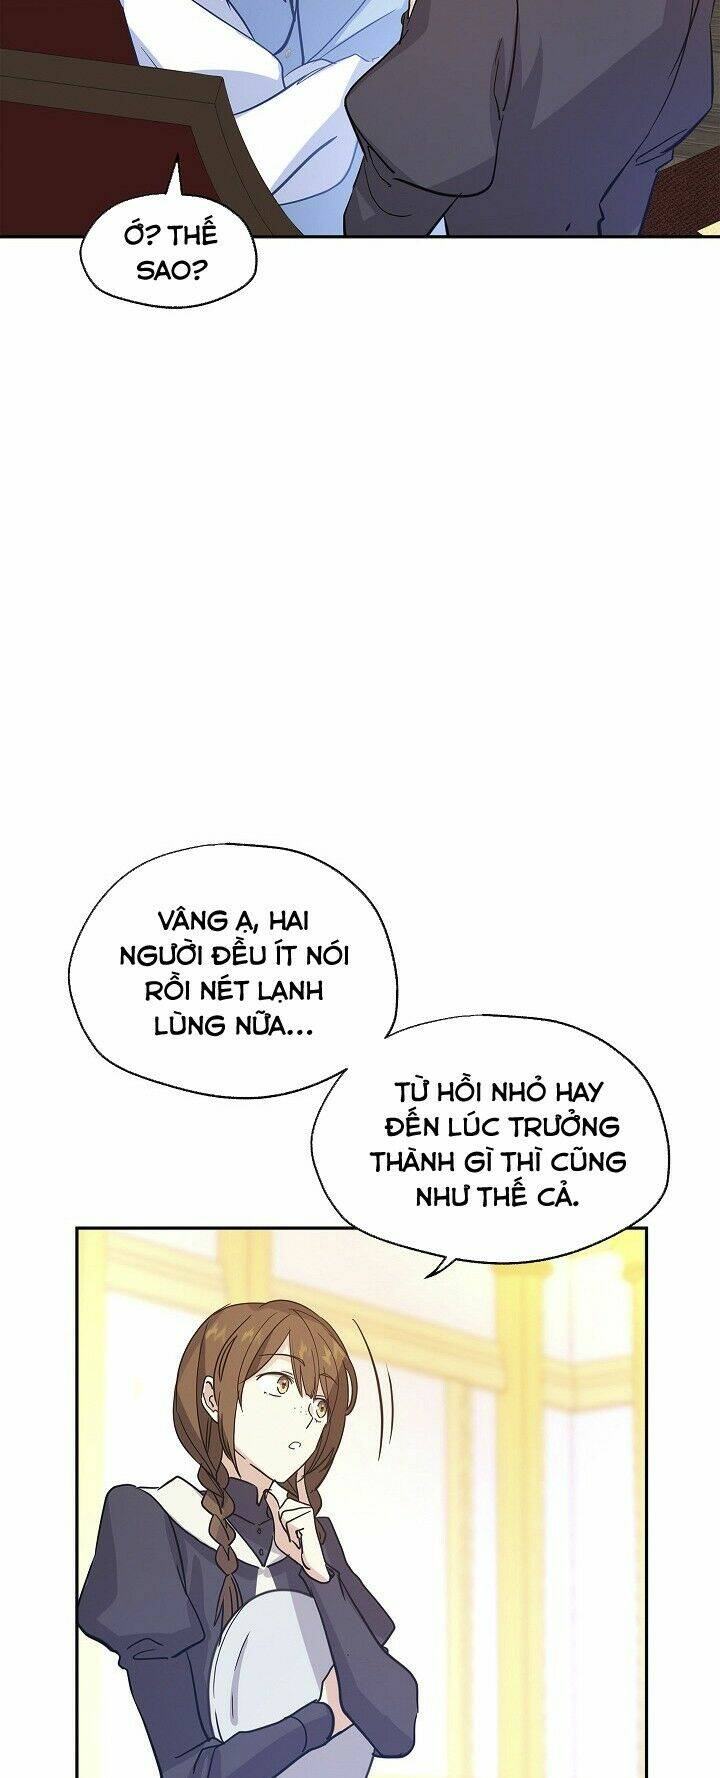 Ớ? THẾ
SAO?
VÂNG Ạ, HAI
NGƯỜI ĐỀU ÍT NÓI
RỒI NÉT LẠNH
LÙNG NỮA...
TỪ HỒI NHỎ HAY
ĐẾN LÚC TRƯỞNG
THÀNH GÌ THÌ CŨNG
NHƯ THẾ CẢ.